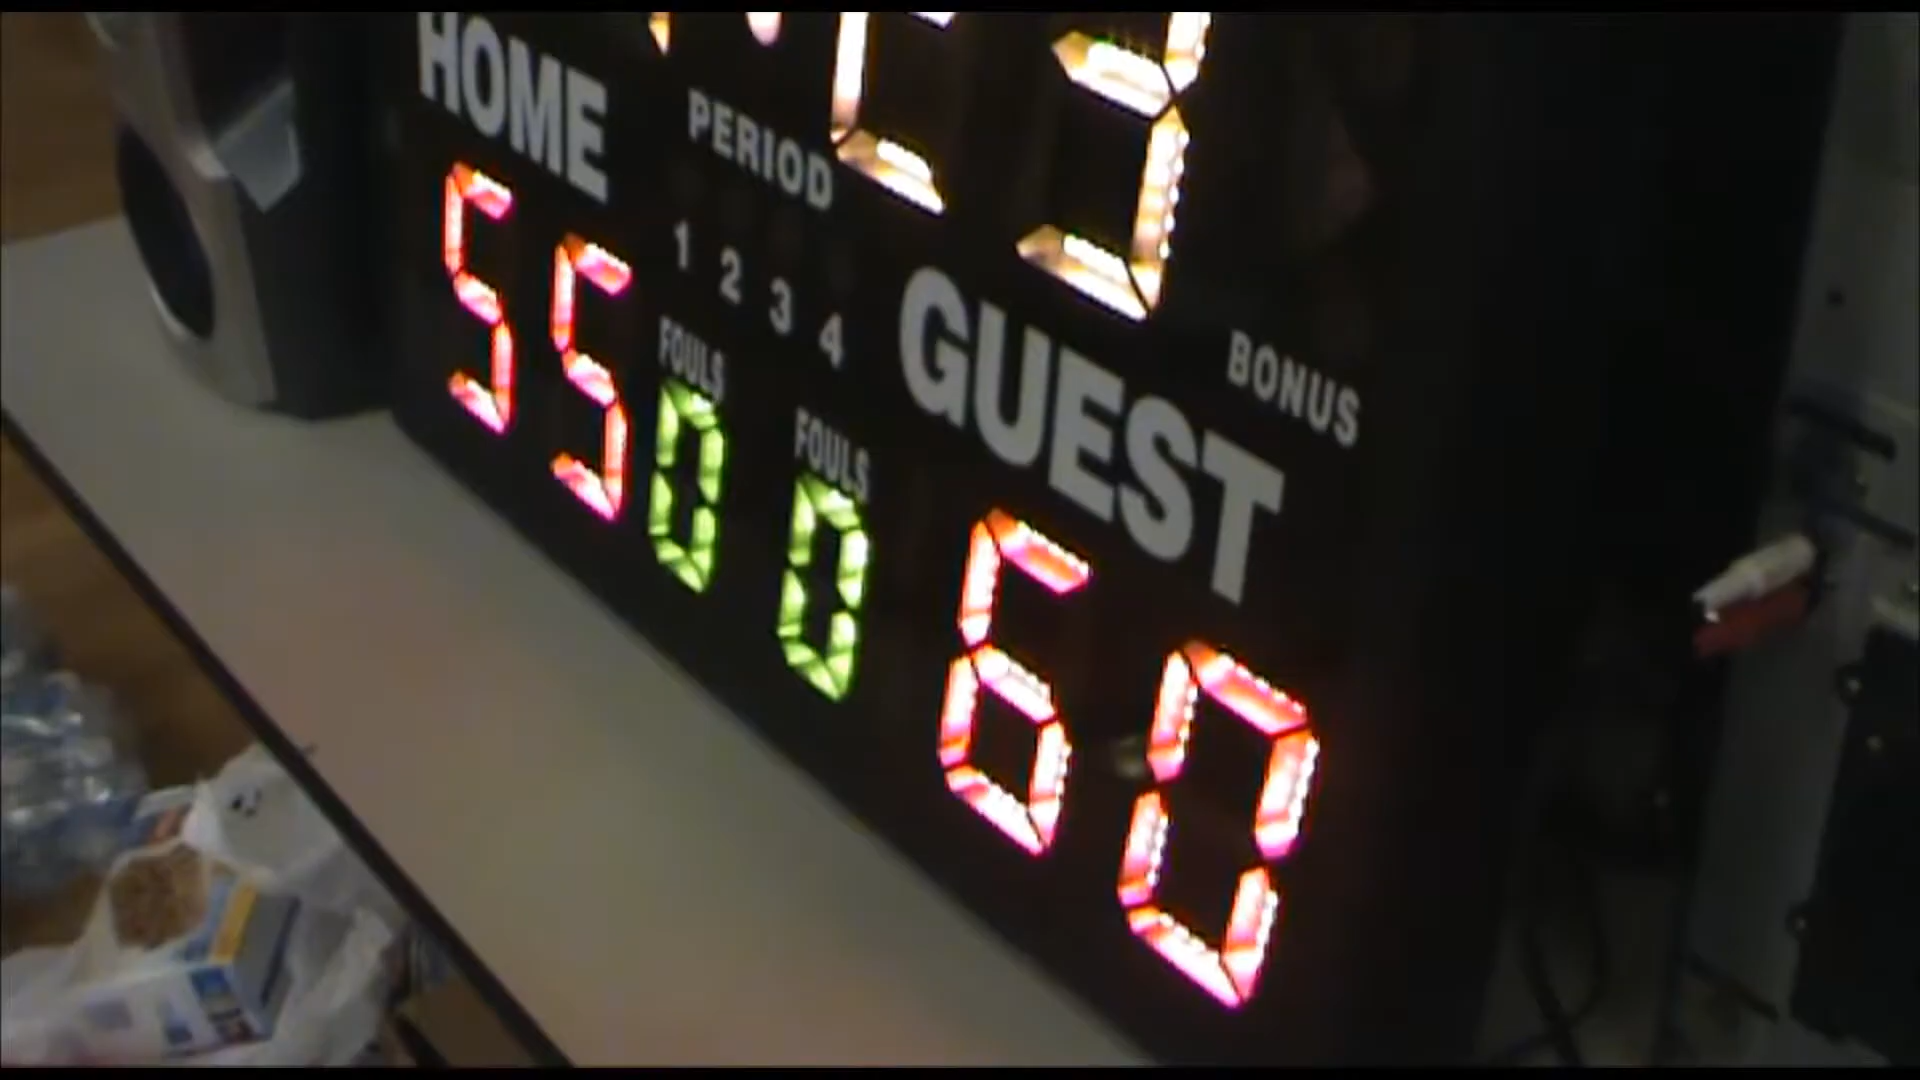 HOME
PERIOD
1 2 3 4
55
FOULS
0
FOULS
0
GUEST
BONUS
60